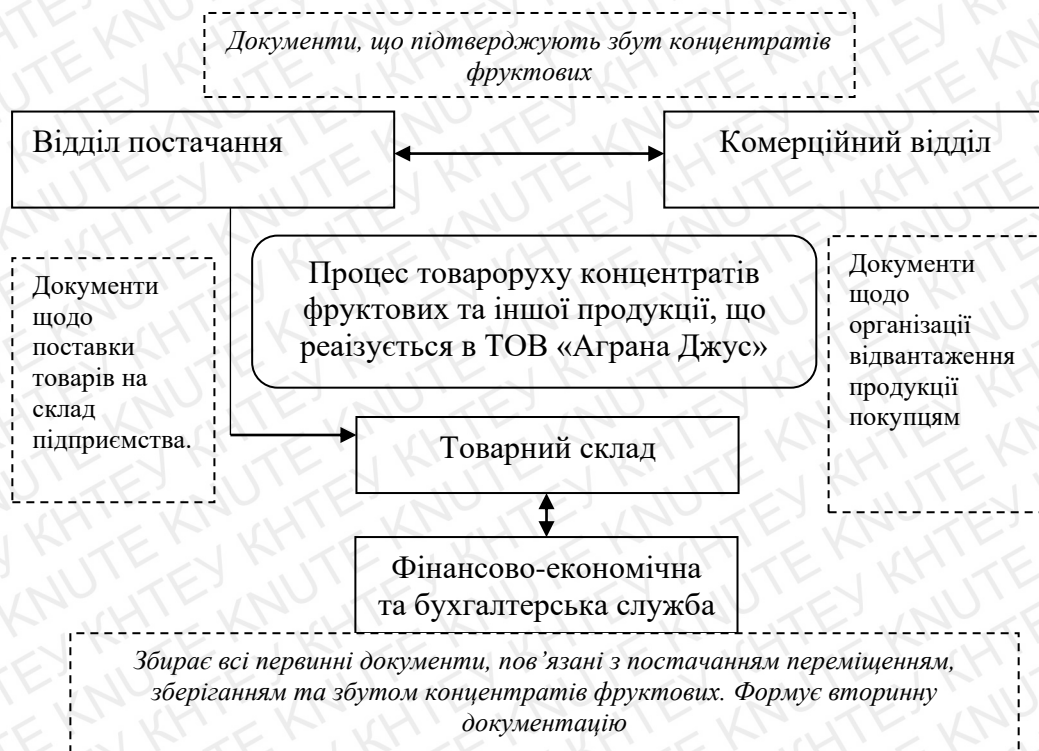 Документи, що підтверджують збут концентратів
фруктових
Відділ постачання
Комерційний відділ
Процес товароруху концентратів
фруктових та іншої продукції, що
реаізується в ТОВ «Аграна Джус»
Документи
щодо
поставки
товарів на
склад
підприємства.
Документи
щодо
організації
відвантаження
продукції
покупцям
Товарний склад
Фінансово-економічна
та бухгалтерська служба
Збирає всі первинні документи, пов’язані з постачанням переміщенням,
зберіганням та збутом концентратів фруктових. Формує вторинну
документацію